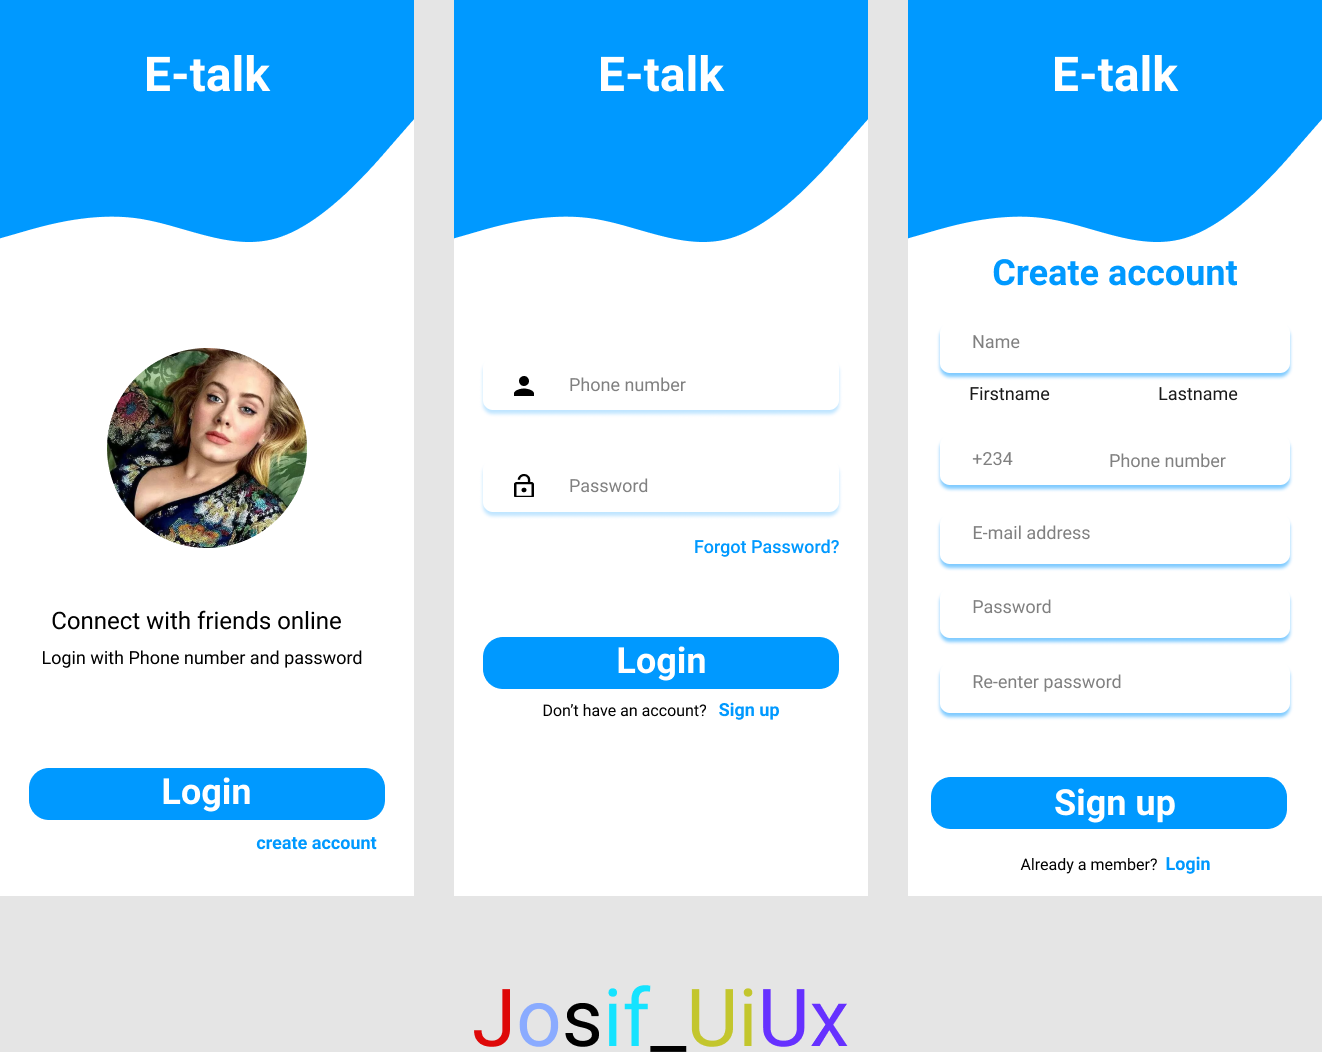 E-talk
Connect with friends online
Login with Phone number and password
Login
create account
E-talk
Phone number
Password
Forgot Password?
Login
Don’t have an account? Sign up
E-talk
Create account
Name
Firstname Lastname
+234 Phone number
E-mail address
Password
Re-enter password
Sign up
Already a member? Login
Josif_UiUx